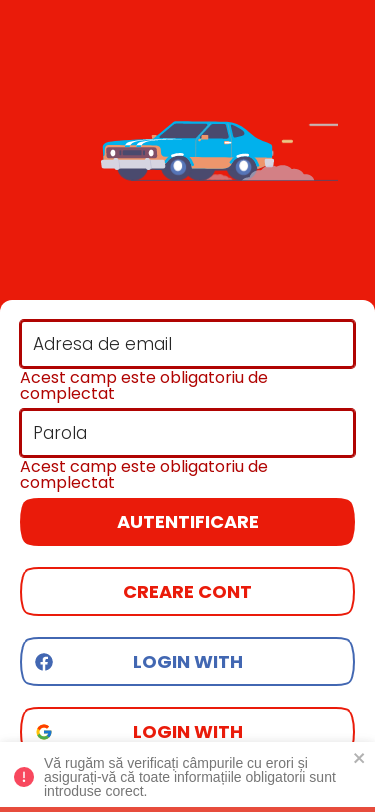 Adresa de email
Acest camp este obligatoriu de
complectat
Parola
Acest camp este obligatoriu de
complectat
AUTENTIFICARE
CREARE CONT
LOGIN WITH
LOGIN WITH
Vă rugăm să verificați câmpurile cu erori și
asigurați-vă că toate informațiile obligatorii sunt
introduse corect.